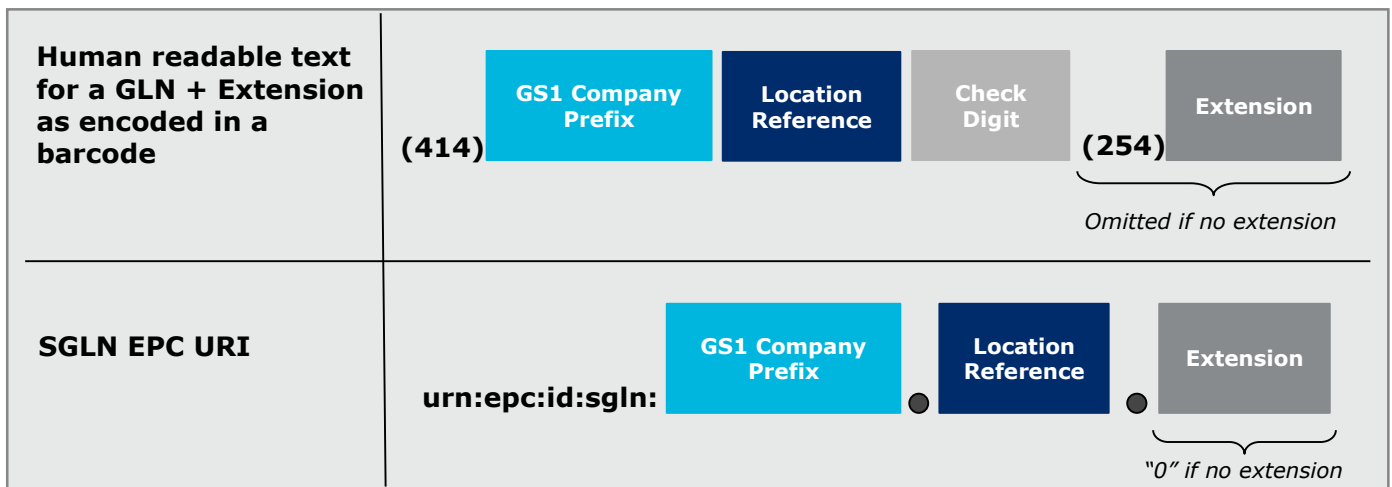 Human readable text
for a GLN + Extension
as encoded in a
barcode
(414)
GS1 Company
Prefix
Location
Reference
Check
Digit
(254)
Extension
Omitted if no extension
SGLN EPC URI
urn:epc:id:sgln:
GS1 Company
Prefix
Location
Reference
Extension
“0” if no extension